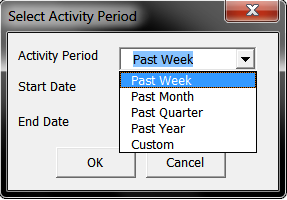 Select Activity Period
Activity Period Past Week
Past Week
Start Date
Past Month
Past Quarter
End Date
Past Year
Custom
OK Cancel